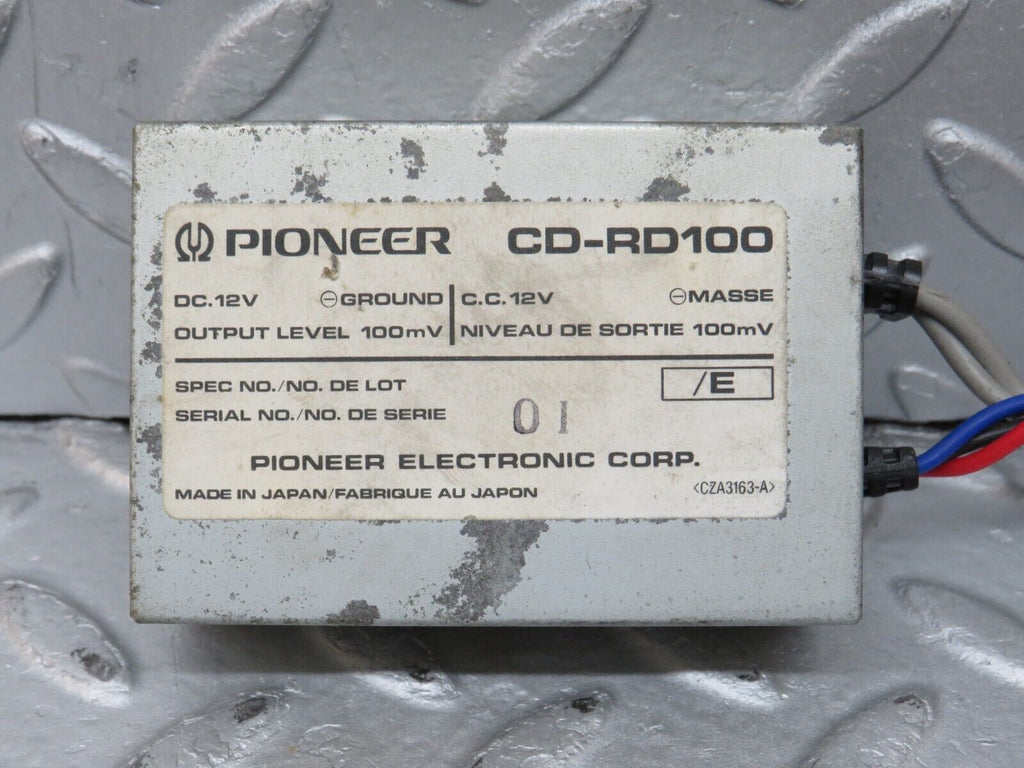 PIONEER CD-RD100
DC.12V ⊖GROUND C.C.12V ⊖MASSE
OUTPUT LEVEL 100mV NIVEAU DE SORTIE 100mV
SPEC NO./NO. DE LOT /E
SERIAL NO./NO. DE SERIE 01
PIONEER ELECTRONIC CORP.
MADE IN JAPAN/FABRIQUE AU JAPON <CZA3163-A>